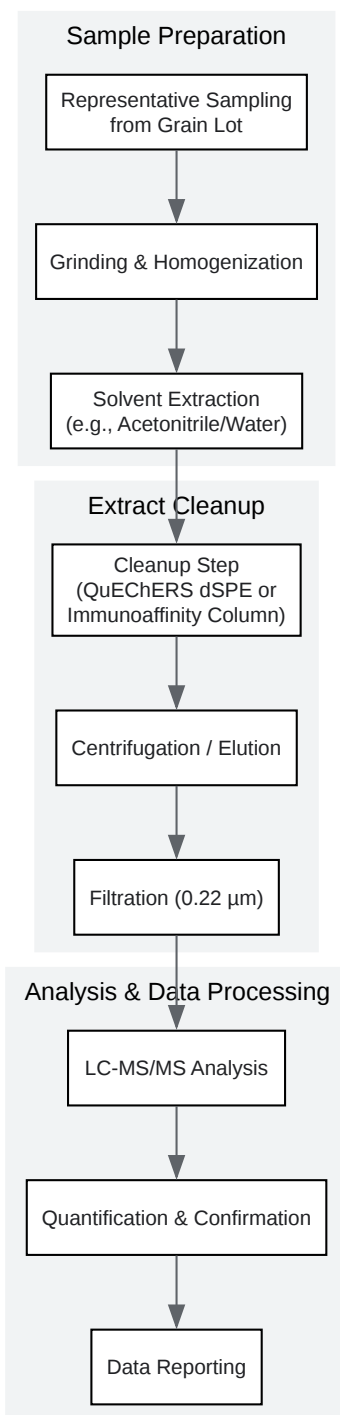 Sample Preparation
Representative Sampling
from Grain Lot
Grinding & Homogenization
Solvent Extraction
(e.g., Acetonitrile/Water)
Extract Cleanup
Cleanup Step
(QuEChERS dSPE or
Immunoaffinity Column)
Centrifugation / Elution
Filtration (0.22 µm)
Analysis & Data Processing
LC-MS/MS Analysis
Quantification & Confirmation
Data Reporting